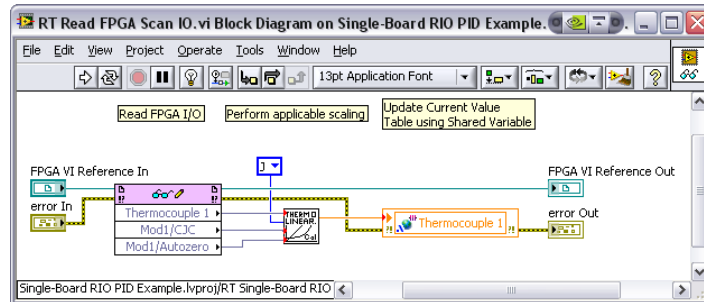 RT Read FPGA Scan IO.vi Block Diagram on Single-Board RIO PID Example.
File Edit View Project Operate Tools Window Help
13pt Application Font
Read FPGA I/O
Perform applicable scaling
Update Current Value
Table using Shared Variable
FPGA VI Reference In
J
FPGA VI Reference Out
error In
Thermocouple 1
Mod1/CJC
Mod1/Autozero
THERMO
LINEAR.
Cal
Thermocouple 1
error Out
Single-Board RIO PID Example.lvproj/RT Single-Board RIO